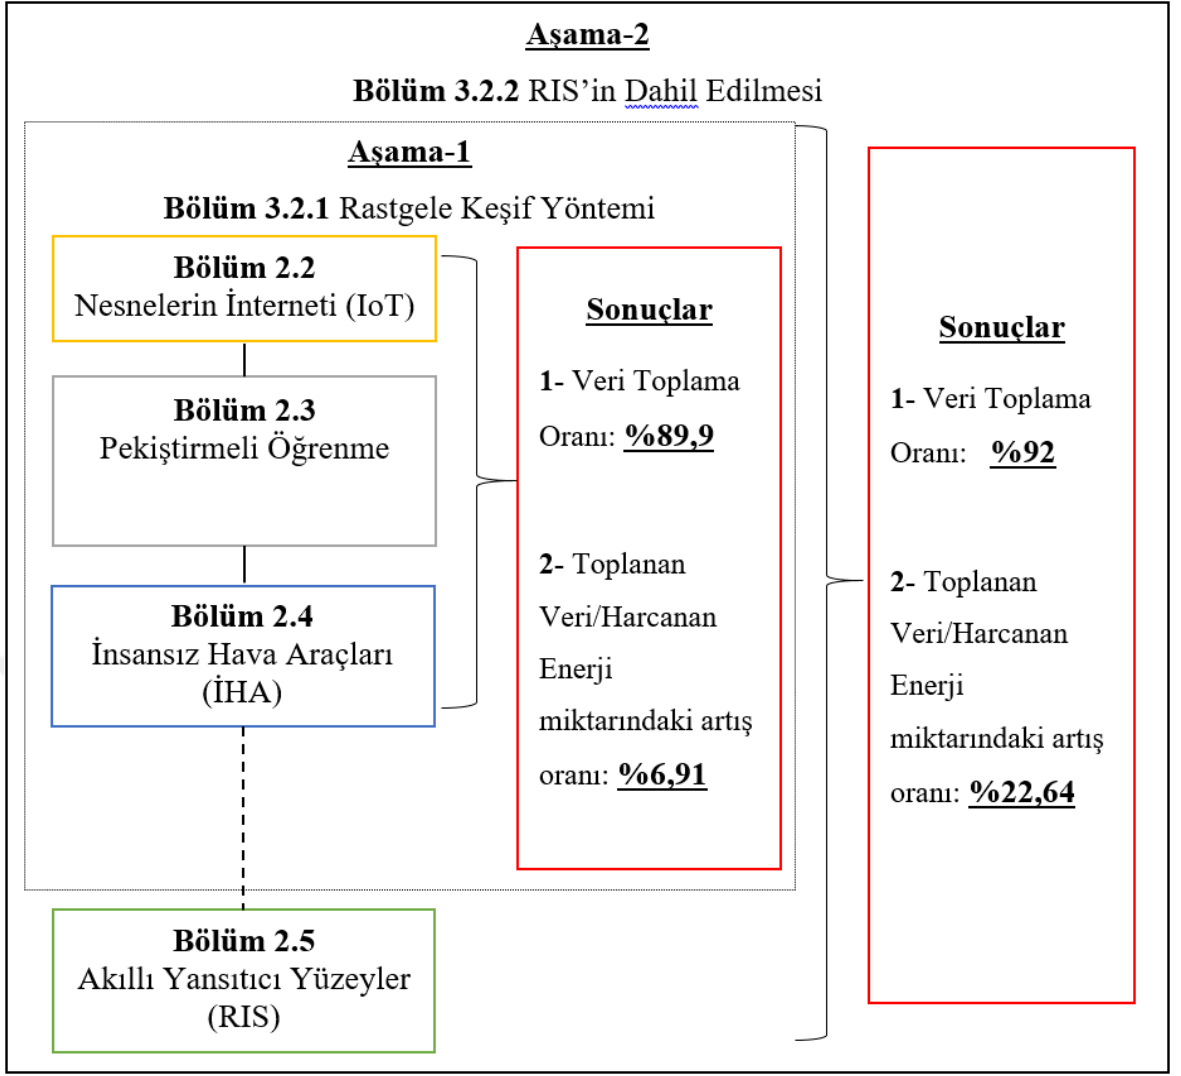 Aşama-2
Bölüm 3.2.2 RIS’in Dahil Edilmesi
Aşama-1
Bölüm 3.2.1 Rastgele Keşif Yöntemi
Bölüm 2.2
Nesnelerin İnterneti (IoT)
Bölüm 2.3
Pekiştirmeli Öğrenme
Bölüm 2.4
İnsansız Hava Araçları
(İHA)
Bölüm 2.5
Akıllı Yansıtıcı Yüzeyler
(RIS)
Sonuçlar
1- Veri Toplama
Oranı: %89,9
2- Toplanan
Veri/Harcanan
Enerji
miktarındaki artış
oranı: %6,91
Sonuçlar
1- Veri Toplama
Oranı: %92
2- Toplanan
Veri/Harcanan
Enerji
miktarındaki artış
oranı: %22,64